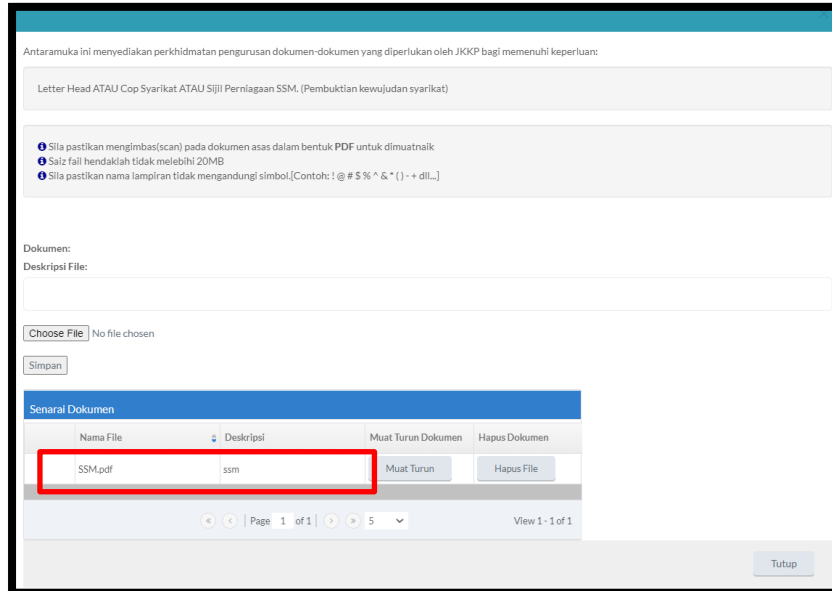 Antaramuka ini menyediakan perkhidmatan pengurusan dokumen-dokumen yang diperlukan oleh JKKP bagi memenuhi keperluan:
Letter Head ATAU Cop Syarikat ATAU Sijil Perniagaan SSM. (Pembuktian kewujudan syarikat)
Sila pastikan mengimbas(scan) pada dokumen asas dalam bentuk PDF untuk dimuatnaik
Saiz fail hendaklah tidak melebihi 20MB
Sila pastikan nama lampiran tidak mengandungi simbol.[Contoh: ! @ # $ % ^ & * ( ) - + dll...]
Dokumen:
Deskripsi File:
Choose File No file chosen
Simpan
Senarai Dokumen
Nama File Deskripsi Muat Turun Dokumen Hapus Dokumen
SSM.pdf ssm Muat Turun Hapus File
Page 1 of 1 5 View 1 - 1 of 1
Tutup